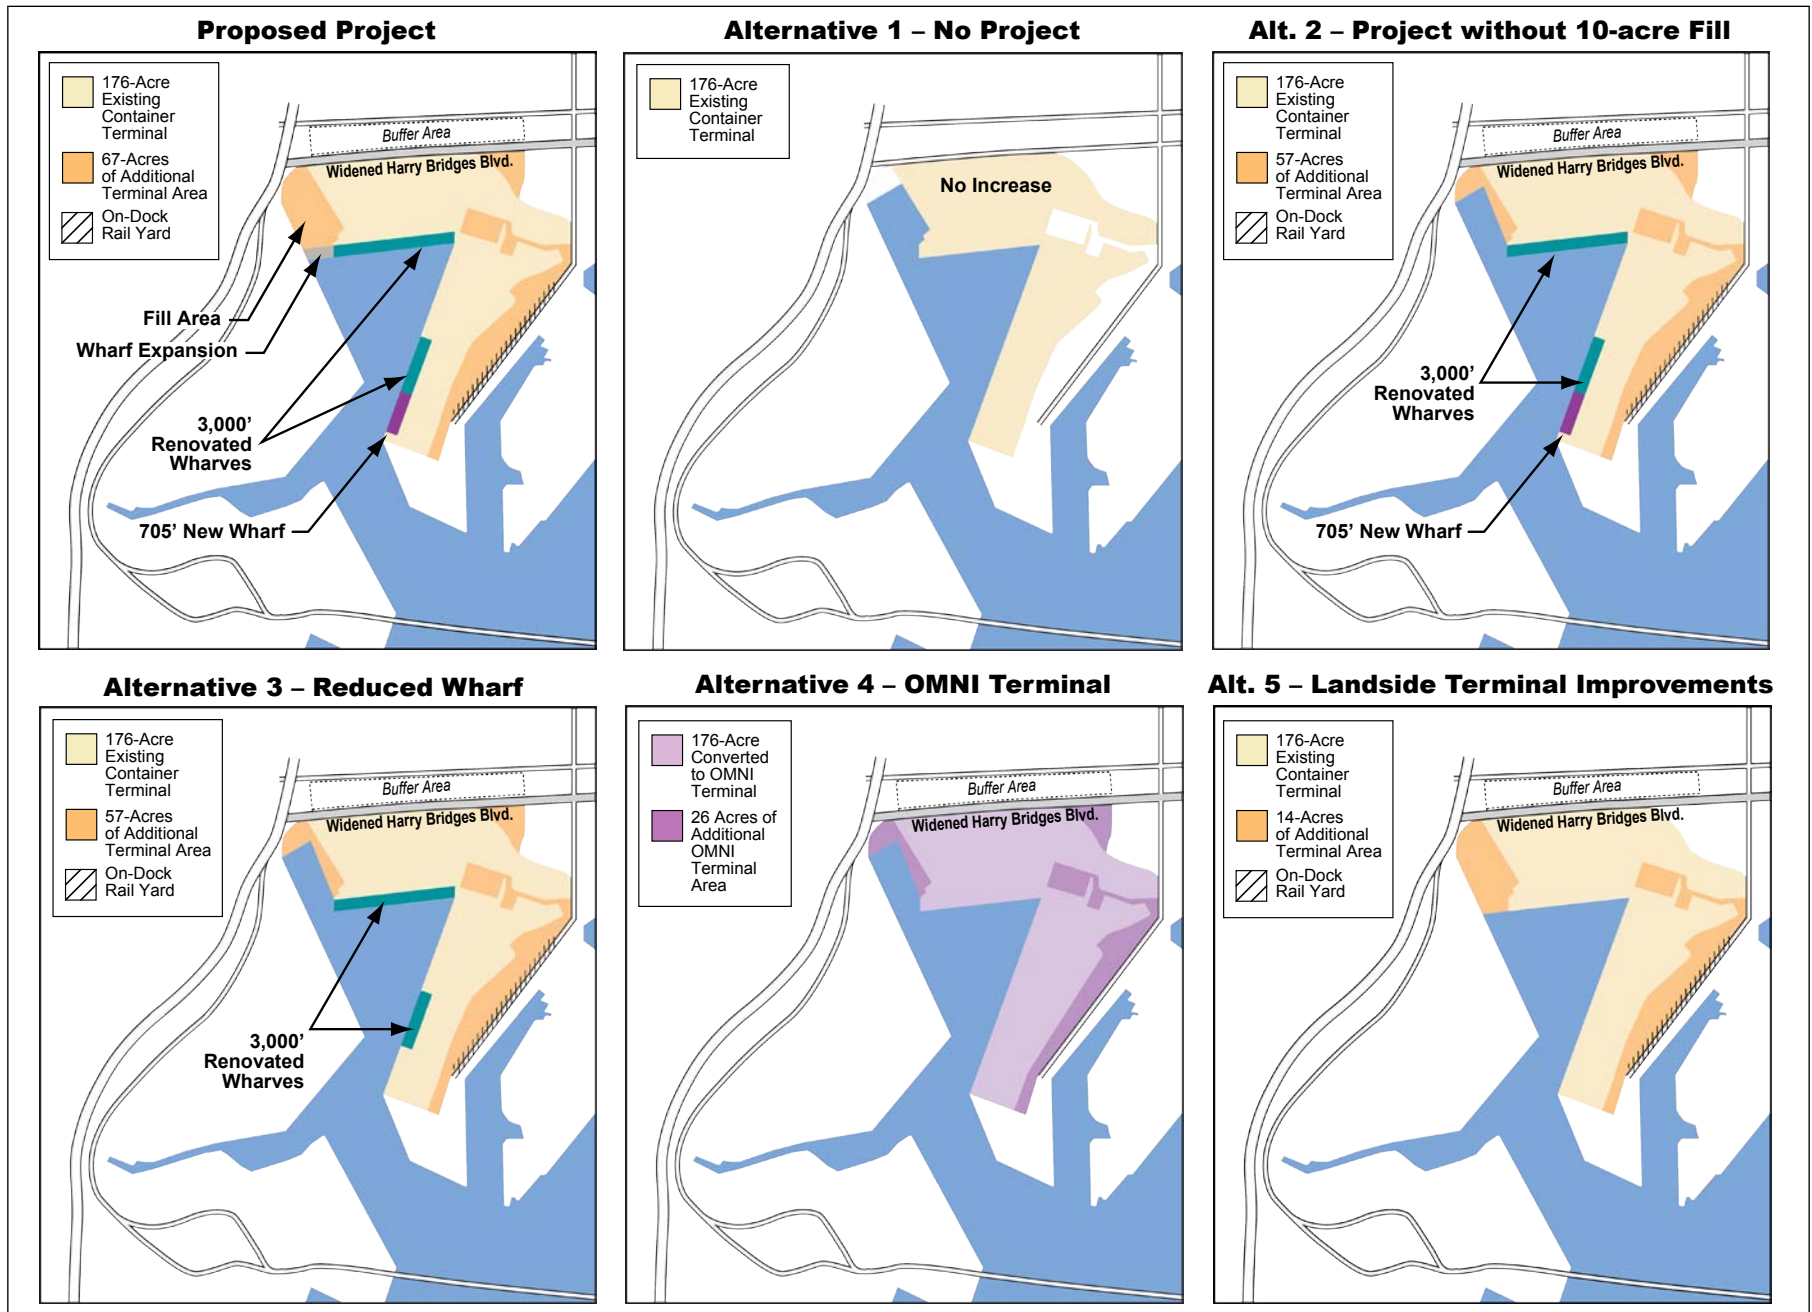 Proposed Project
176-Acre
Existing
Container
Terminal
67-Acres
of Additional
Terminal Area
On-Dock
Rail Yard
Buffer Area
Widened Harry Bridges Blvd.
Fill Area
Wharf Expansion
3,000'
Renovated
Wharves
705' New Wharf
Alternative 1 – No Project
176-Acre
Existing
Container
Terminal
No Increase
Alt. 2 – Project without 10-acre Fill
176-Acre
Existing
Container
Terminal
57-Acres
of Additional
Terminal Area
On-Dock
Rail Yard
Buffer Area
Widened Harry Bridges Blvd.
3,000'
Renovated
Wharves
705' New Wharf
Alternative 3 – Reduced Wharf
176-Acre
Existing
Container
Terminal
57-Acres
of Additional
Terminal Area
On-Dock
Rail Yard
Buffer Area
Widened Harry Bridges Blvd.
3,000'
Renovated
Wharves
Alternative 4 – OMNI Terminal
176-Acre
Converted
to OMNI
Terminal
26 Acres of
Additional
OMNI
Terminal
Area
Buffer Area
Widened Harry Bridges Blvd.
Alt. 5 – Landside Terminal Improvements
176-Acre
Existing
Container
Terminal
14-Acres
of Additional
Terminal Area
On-Dock
Rail Yard
Buffer Area
Widened Harry Bridges Blvd.